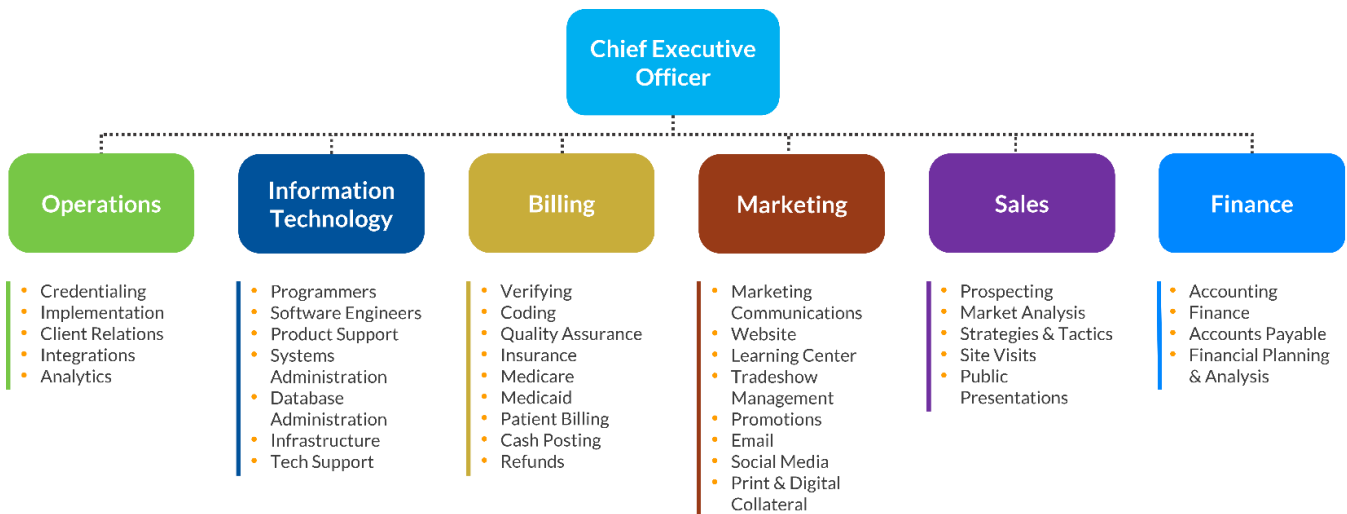 Chief Executive
Officer
Operations
Information
Technology
Billing
Marketing
Sales
Finance
• Credentialing
• Implementation
• Client Relations
• Integrations
• Analytics
• Programmers
• Software Engineers
• Product Support
• Systems
Administration
• Database
Administration
• Infrastructure
• Tech Support
• Verifying
• Coding
• Quality Assurance
• Insurance
• Medicare
• Medicaid
• Patient Billing
• Cash Posting
• Refunds
• Marketing
Communications
• Website
• Learning Center
• Tradeshow
Management
• Promotions
• Email
• Social Media
• Print & Digital
Collateral
• Prospecting
• Market Analysis
• Strategies & Tactics
• Site Visits
• Public
Presentations
• Accounting
• Finance
• Accounts Payable
• Financial Planning
& Analysis